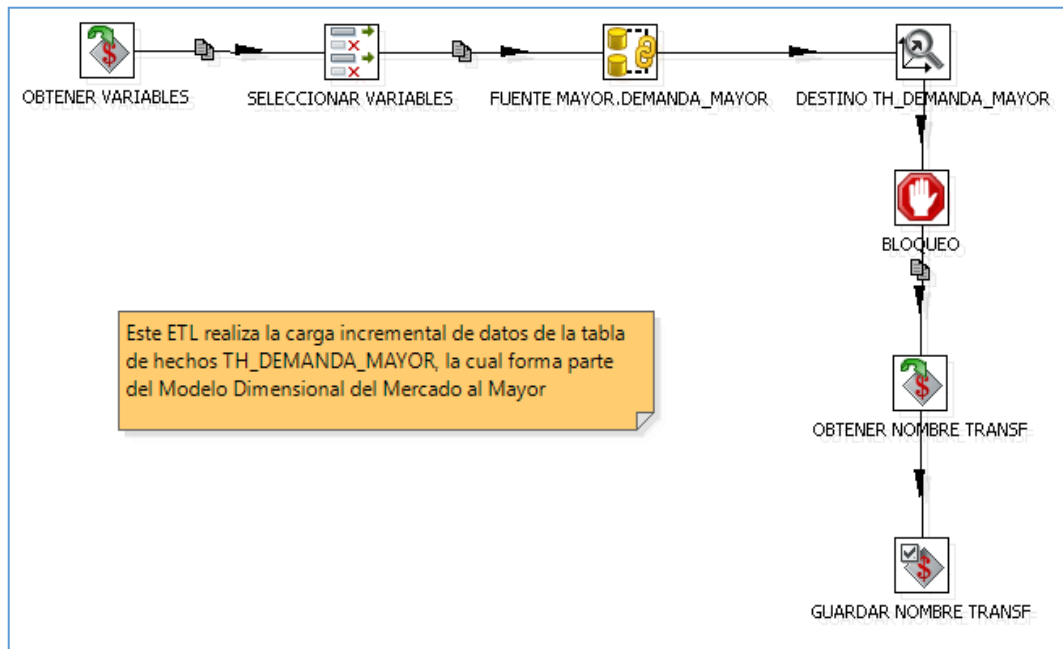 OBTENER VARIABLES
SELECCIONAR VARIABLES
FUENTE MAYOR.DEMANDA_MAYOR
DESTINO TH_DEMANDA_MAYOR
BLOQUEO
Este ETL realiza la carga incremental de datos de la tabla
de hechos TH_DEMANDA_MAYOR, la cual forma parte
del Modelo Dimensional del Mercado al Mayor
OBTENER NOMBRE TRANSF
GUARDAR NOMBRE TRANSF